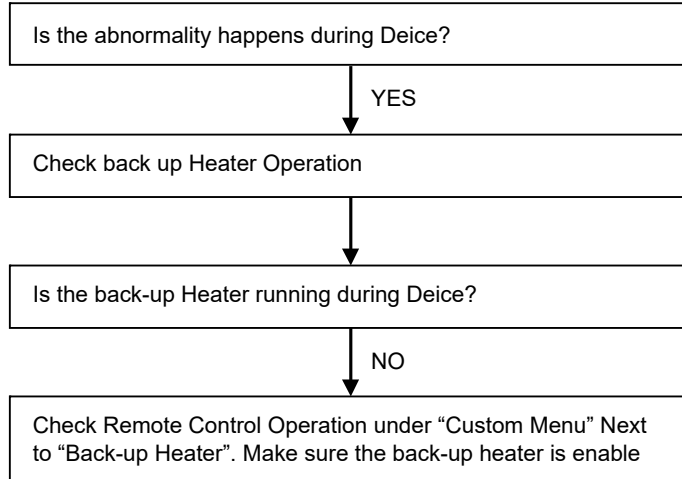 Is the abnormality happens during Deice?
YES
Check back up Heater Operation
Is the back-up Heater running during Deice?
NO
Check Remote Control Operation under “Custom Menu” Next
to “Back-up Heater”. Make sure the back-up heater is enable